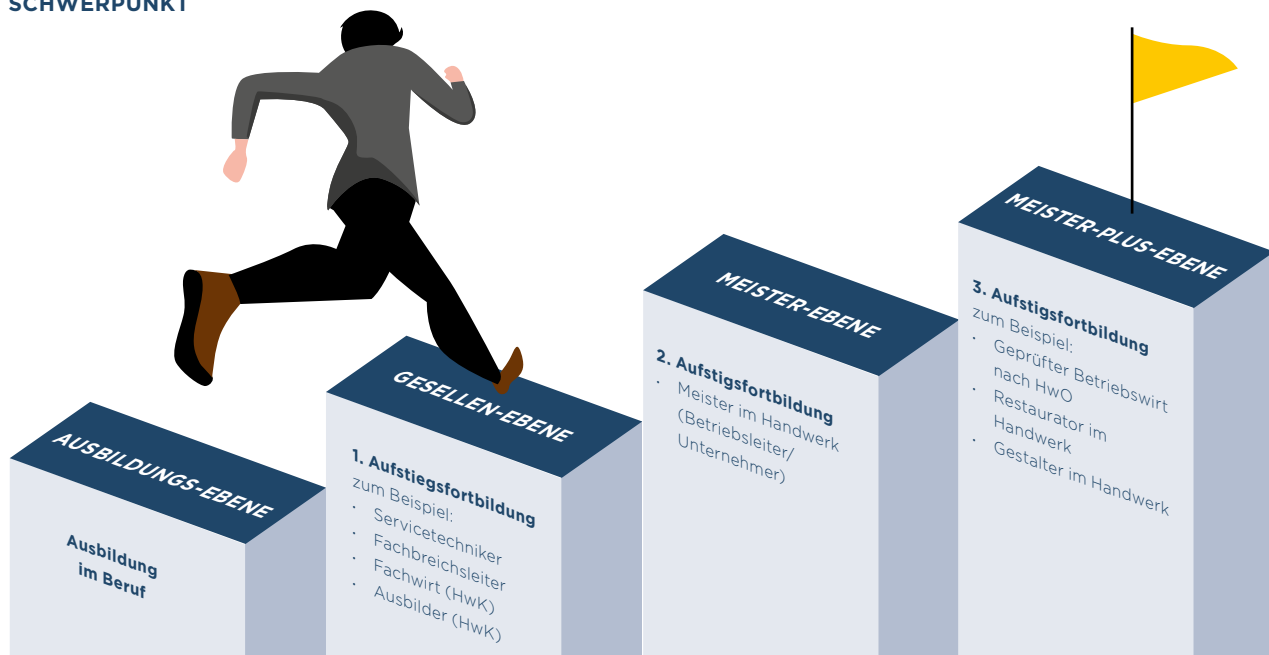 SCHWERPUNKT
AUSBILDUNGS-EBENE
Ausbildung
im Beruf
GESELLEN-EBENE
1. Aufstiegsfortbildung
zum Beispiel:
· Servicetechniker
· Fachbreichsleiter
· Fachwirt (HwK)
· Ausbilder (HwK)
MEISTER-EBENE
2. Aufstigsfortbildung
· Meister im Handwerk
(Betriebsleiter/
Unternehmer)
MEISTER-PLUS-EBENE
3. Aufstigsfortbildung
zum Beispiel:
· Geprüfter Betriebswirt
nach HwO
· Restaurator im
Handwerk
· Gestalter im Handwerk